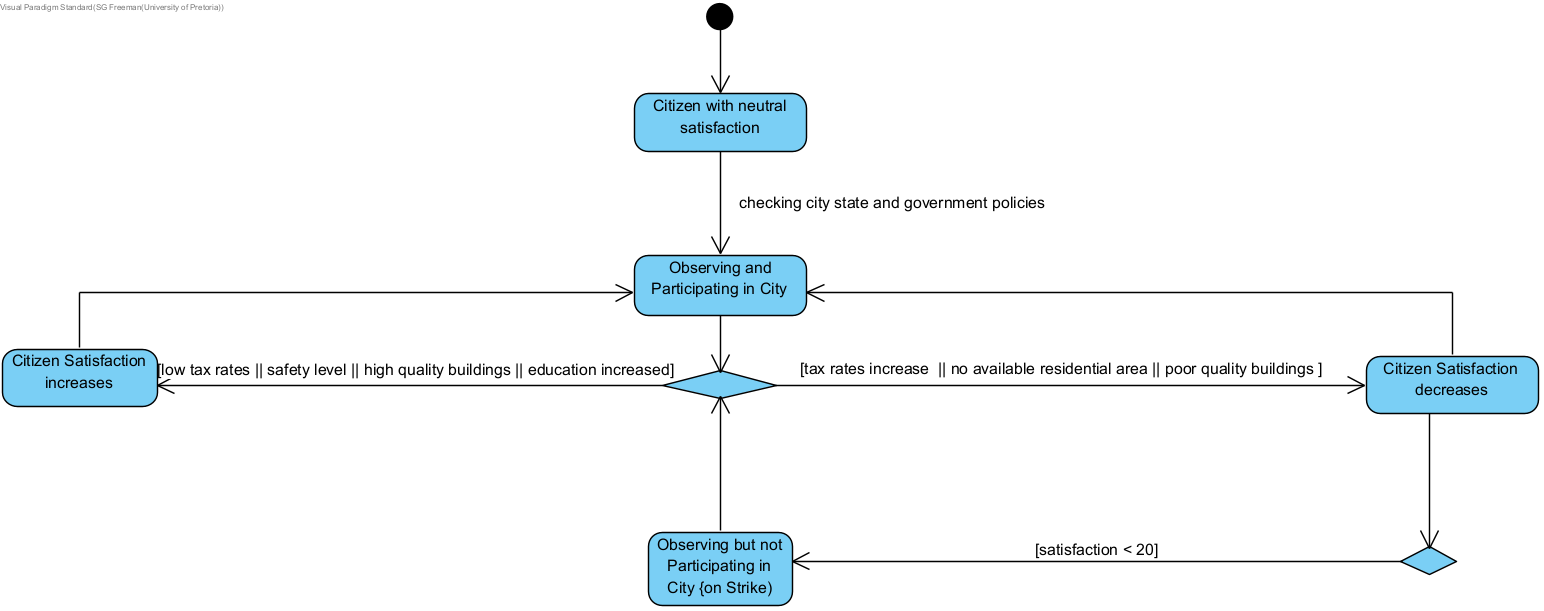 Visual Paradigm Standard(SG Freeman(University of Pretoria))
Citizen with neutral
satisfaction
checking city state and government policies
Observing and
Participating in City
Citizen Satisfaction
increases
[low tax rates || safety level || high quality buildings || education increased]
[tax rates increase  || no available residential area || poor quality buildings ]
Citizen Satisfaction
decreases
Observing but not
Participating in
City {on Strike)
[satisfaction < 20]